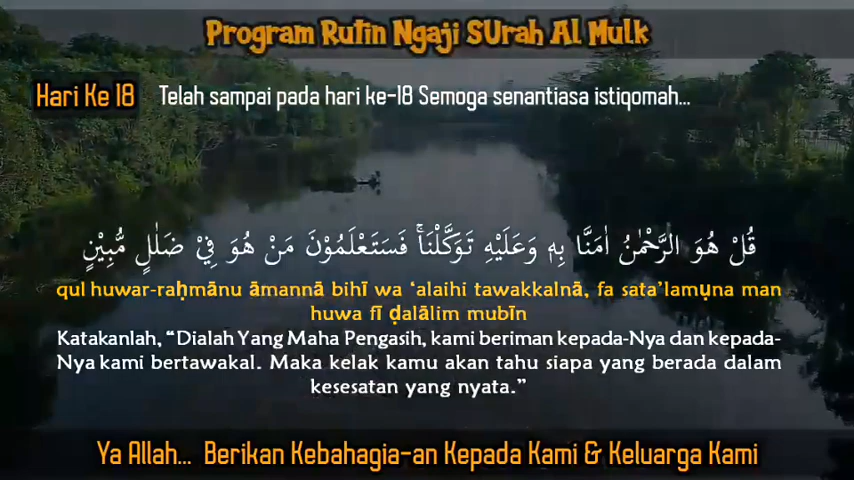 Program Rutin Ngaji SUrah Al Mulk
Hari Ke 18 Telah sampai pada hari ke-18 Semoga senantiasa istiqomah...
قُلْ هُوَ الرَّحْمٰنُ اٰمَنَّا بِهٖ وَعَلَيْهِ تَوَكَّلْنَاۚ فَسَتَعْلَمُوْنَ مَنْ هُوَ فِيْ ضَلٰلٍ مُّبِيْنٍ
qul huwar-raḥmānu āmannā bihī wa ‘alaihi tawakkalnā, fa sata’lamụna man
huwa fī ḍalālim mubīn
Katakanlah, “Dialah Yang Maha Pengasih, kami beriman kepada-Nya dan kepada-
Nya kami bertawakal. Maka kelak kamu akan tahu siapa yang berada dalam
kesesatan yang nyata.”
Ya Allah... Berikan Kebahagia-an Kepada Kami & Keluarga Kami